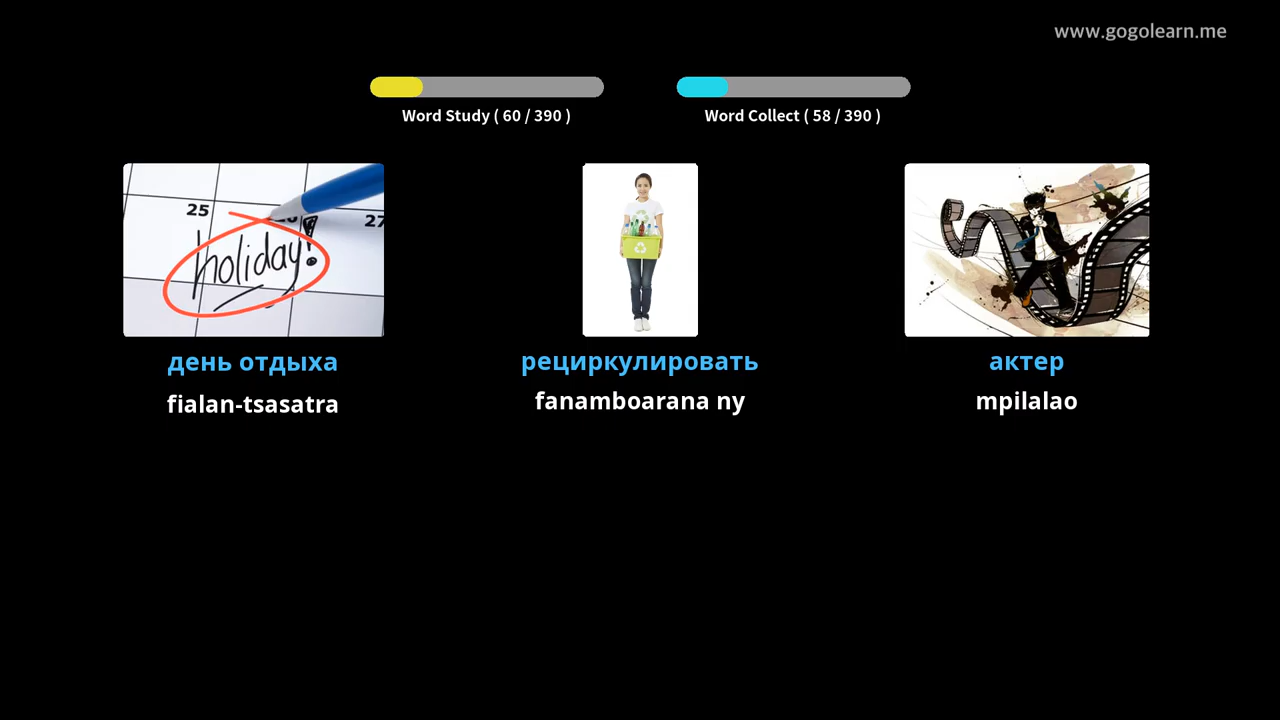 www.gogolearn.me
Word Study ( 60 / 390 )
Word Collect ( 58 / 390 )
25
27
holiday!
день отдыха
рециркулировать
актер
fialan-tsasatra
fanamboarana ny
mpilalao